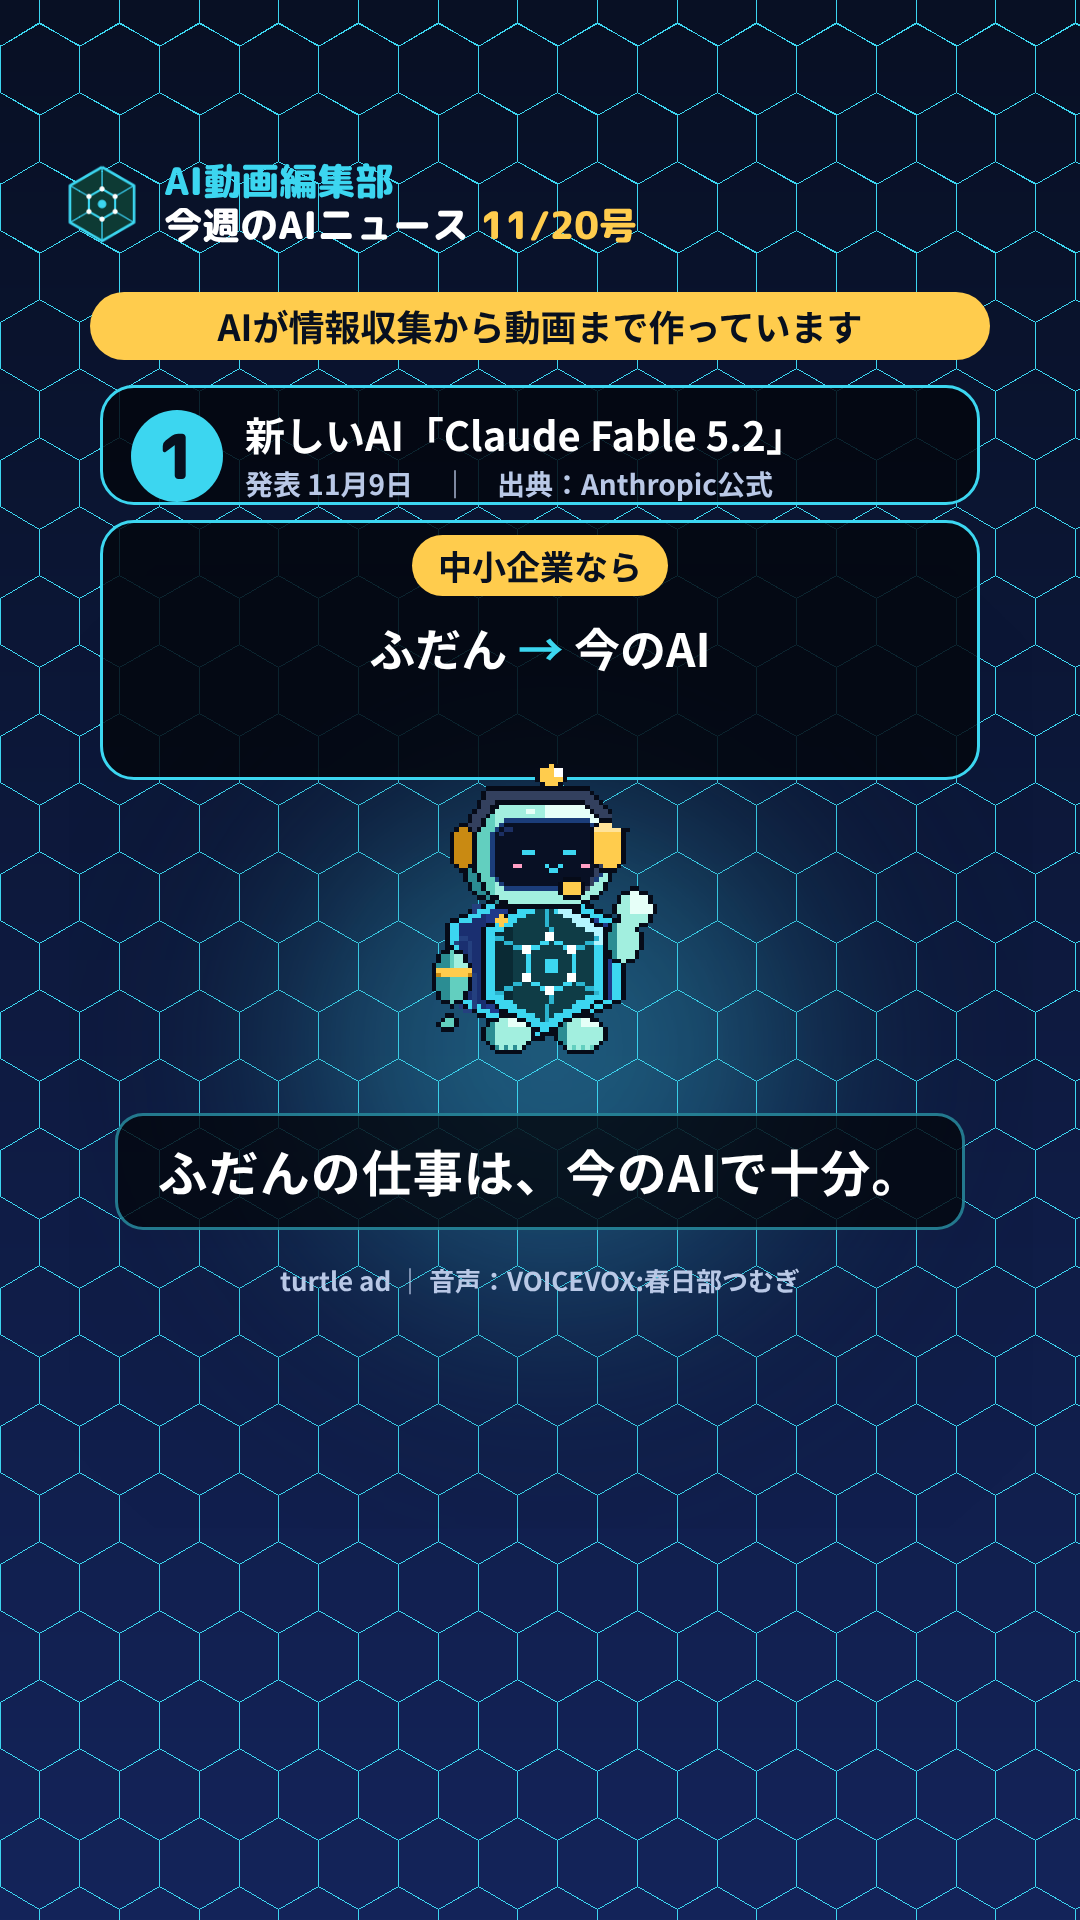 AI動画編集部
今週のAIニュース 11/20号
AIが情報収集から動画まで作っています
1
新しいAI「Claude Fable 5.2」
発表 11月9日 ｜ 出典：Anthropic公式
中小企業なら
ふだん → 今のAI
ふだんの仕事は、今のAIで十分。
turtle ad ｜ 音声：VOICEVOX:春日部つむぎ